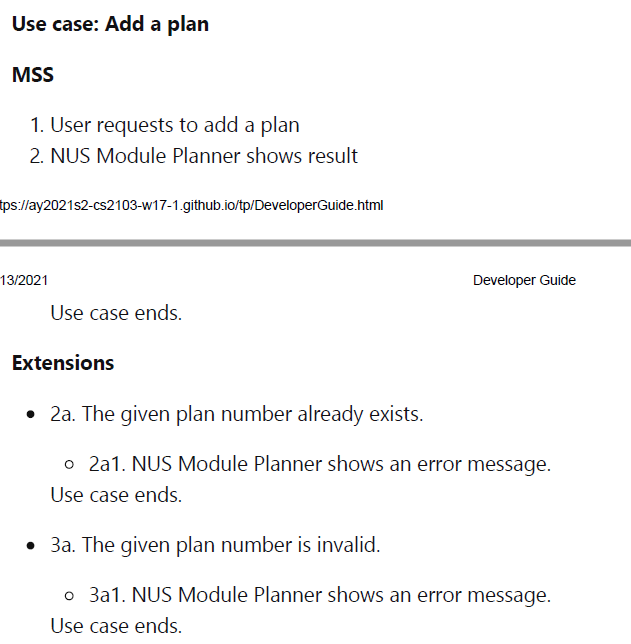 Use case: Add a plan
MSS
1. User requests to add a plan
2. NUS Module Planner shows result
tps://ay2021s2-cs2103-w17-1.github.io/tp/DeveloperGuide.html
13/2021 Developer Guide
Use case ends.
Extensions
• 2a. The given plan number already exists.
○ 2a1. NUS Module Planner shows an error message.
Use case ends.
• 3a. The given plan number is invalid.
○ 3a1. NUS Module Planner shows an error message.
Use case ends.